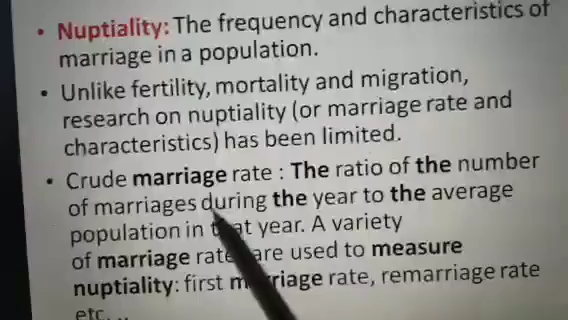 • Nuptiality: The frequency and characteristics of
marriage in a population.
• Unlike fertility, mortality and migration,
research on nuptiality (or marriage rate and
characteristics) has been limited.
• Crude marriage rate : The ratio of the number
of marriages during the year to the average
population in that year. A variety
of marriage rate are used to measure
nuptiality: first marriage rate, remarriage rate
etc...